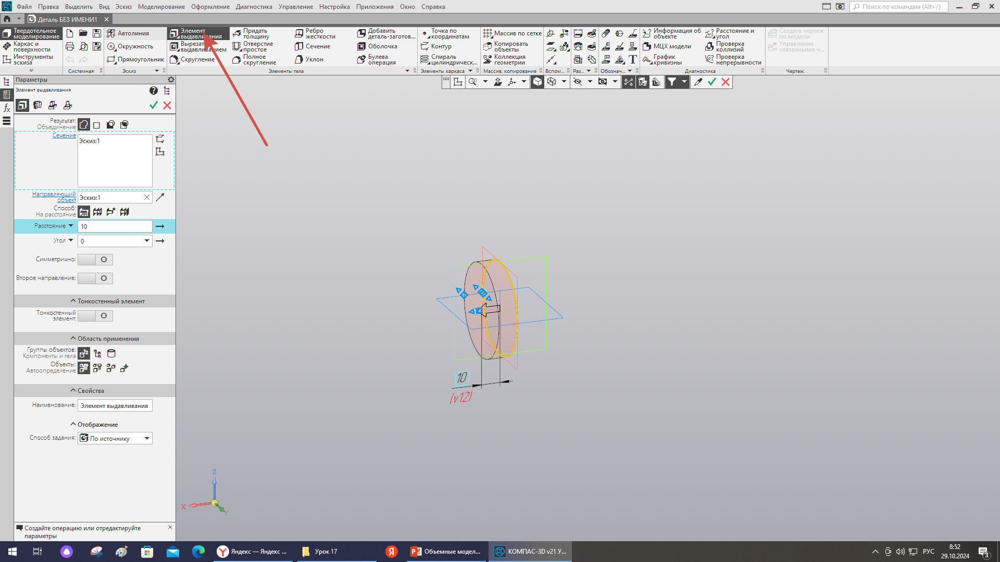 Файл Правка Выделить Вид Эскиз Моделирование Оформление Диагностика Управление Настройка Приложения Окно Справка
Поиск по командам (Alt+/)
Деталь БЕЗ ИМЕНИ1
Твердотельное моделирование
Каркас и поверхности
Инструменты эскиза
Системная
Автолиния
Окружность
Прямоугольник
Эскиз
Элемент выдавливания
Вырезать выдавливанием
Скругление
Придать толщину
Отверстие простое
Полное скругление
Ребро жесткости
Сечение
Уклон
Добавить деталь-заготов...
Оболочка
Булева операция
Элементы тела
Точка по координатам
Контур
Спираль цилиндрическ...
Элементы каркаса
Массив по сетке
Копировать объекты
Коллекция геометрии
Массив, копирование
Вспом...
Раз...
Обознач...
Информация об объекте
МЦХ модели
График кривизны
Расстояние и угол
Проверка коллизий
Проверка непрерывности
Диагностика
Создать чертеж по модели
Управление связанными ч...
Чертеж
Параметры
Элемент выдавливания
Результат:
Объединение
Сечение
Эскиз:1
Направляющий объект
Эскиз:1
Способ:
На расстояние
Расстояние 10
Угол 0
Симметрично:
Второе направление:
Тонкостенный элемент
Тонкостенный элемент:
Область применения
Группы объектов:
Компоненты и тела
Объекты:
Автоопределение
Свойства
Наименование: Элемент выдавливания
Отображение
Способ задания: По источнику
10
(v12)
Z
X
Y
Создайте операцию или отредактируйте
параметры
Яндекс — Яндекс ...
Урок 17
Объемные модел...
КОМПАС-3D v21 У...
РУС
8:52
29.10.2024
3